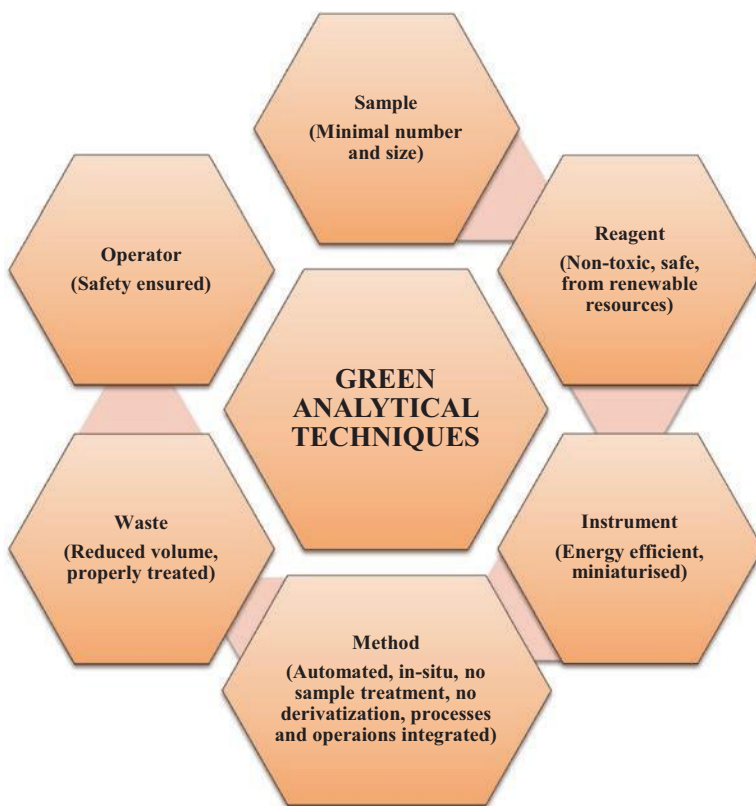 Sample
(Minimal number
and size)
Reagent
(Non-toxic, safe,
from renewable
resources)
Instrument
(Energy efficient,
miniaturised)
Method
(Automated, in-situ, no
sample treatment, no
derivatization, processes
and operaions integrated)
Waste
(Reduced volume,
properly treated)
Operator
(Safety ensured)
GREEN
ANALYTICAL
TECHNIQUES